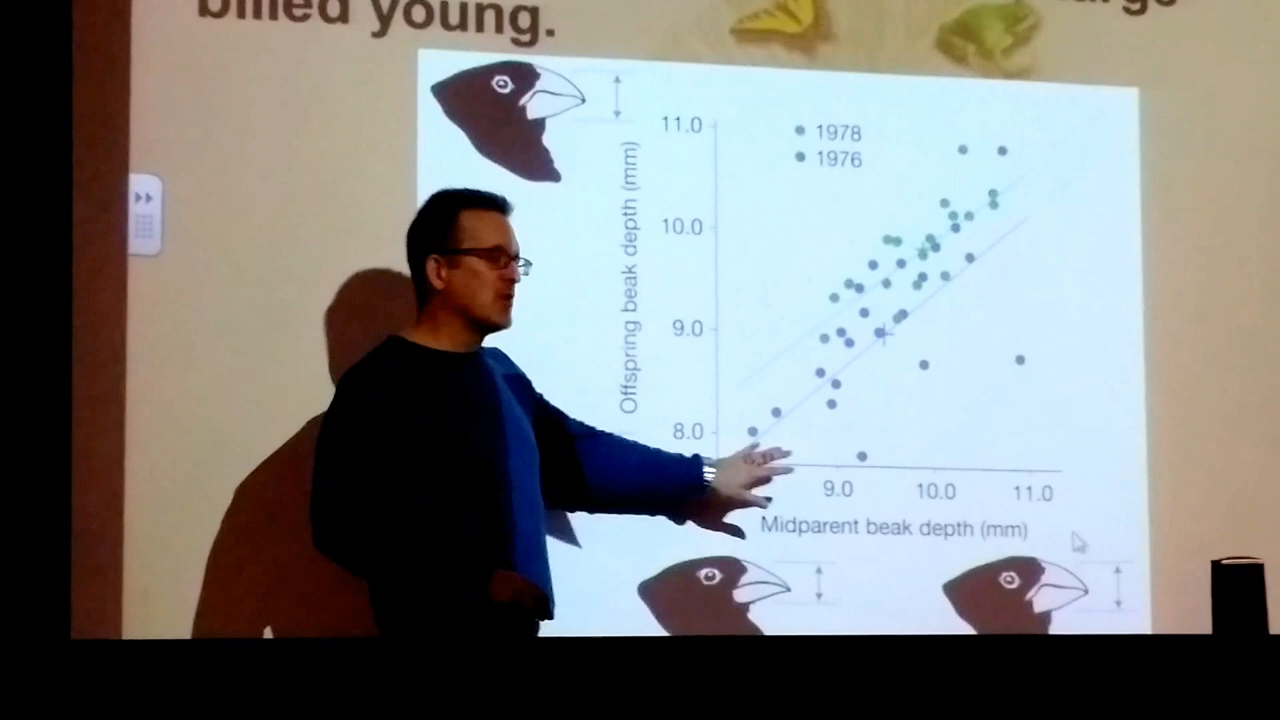 billed young.
11.0
10.0
9.0
8.0
Offspring beak depth (mm)
1978
1976
9.0 10.0 11.0
Midparent beak depth (mm)